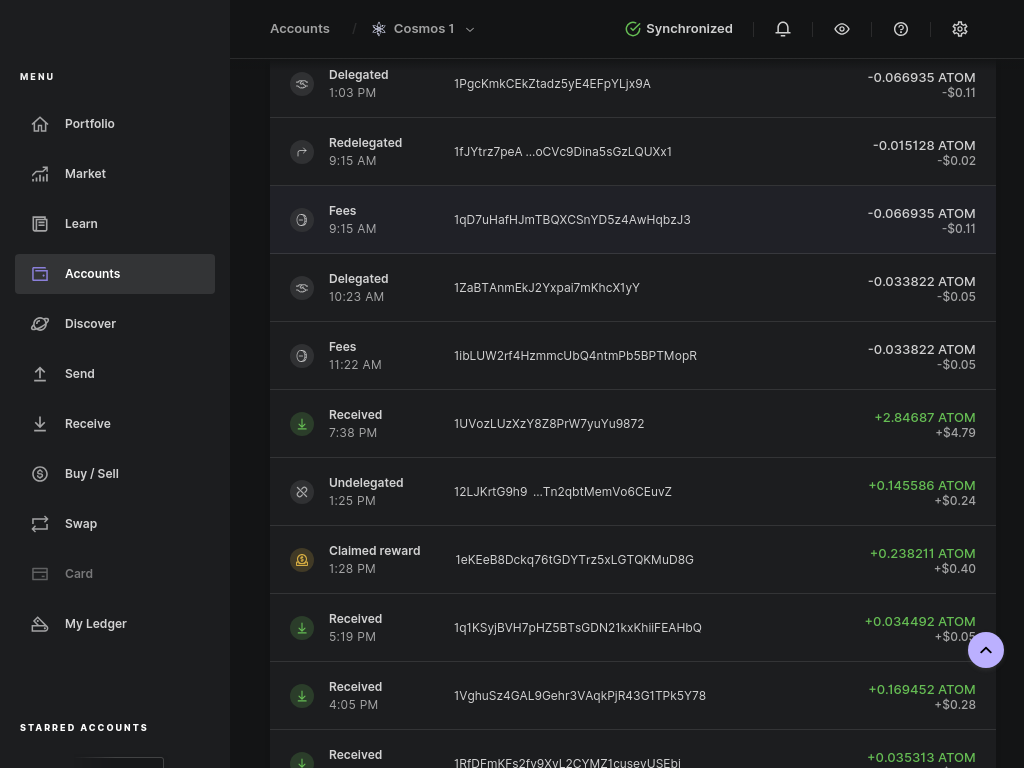 Accounts / Cosmos 1 Synchronized
MENU
Portfolio
Market
Learn
Accounts
Discover
Send
Receive
Buy / Sell
Swap
Card
My Ledger
STARRED ACCOUNTS
Delegated 1PgcKmkCEkZtadz5yE4EFpYLjx9A -0.066935 ATOM
1:03 PM -$0.11
Redelegated 1fJYtrz7peA ...oCVc9Dina5sGzLQUXx1 -0.015128 ATOM
9:15 AM -$0.02
Fees 1qD7uHafHJmTBQXCSnYD5z4AwHqbzJ3 -0.066935 ATOM
9:15 AM -$0.11
Delegated 1ZaBTAnmEkJ2Yxpai7mKhcX1yY -0.033822 ATOM
10:23 AM -$0.05
Fees 1ibLUW2rf4HzmmcUbQ4ntmPb5BPTMopR -0.033822 ATOM
11:22 AM -$0.05
Received 1UVozLUzXzY8Z8PrW7yuYu9872 +2.84687 ATOM
7:38 PM +$4.79
Undelegated 12LJKrtG9h9 ...Tn2qbtMemVo6CEuvZ +0.145586 ATOM
1:25 PM +$0.24
Claimed reward 1eKEeB8Dckq76tGDYTrz5xLGTQKMuD8G +0.238211 ATOM
1:28 PM +$0.40
Received 1q1KSyjBVH7pHZ5BTsGDN21kxKhiiFEAHbQ +0.034492 ATOM
5:19 PM +$0.05
Received 1VghuSz4GAL9Gehr3VAqkPjR43G1TPk5Y78 +0.169452 ATOM
4:05 PM +$0.28
Received 1RfDFmKFs2fv9XvL2CYMZ1cusevUSEbi +0.035313 ATOM